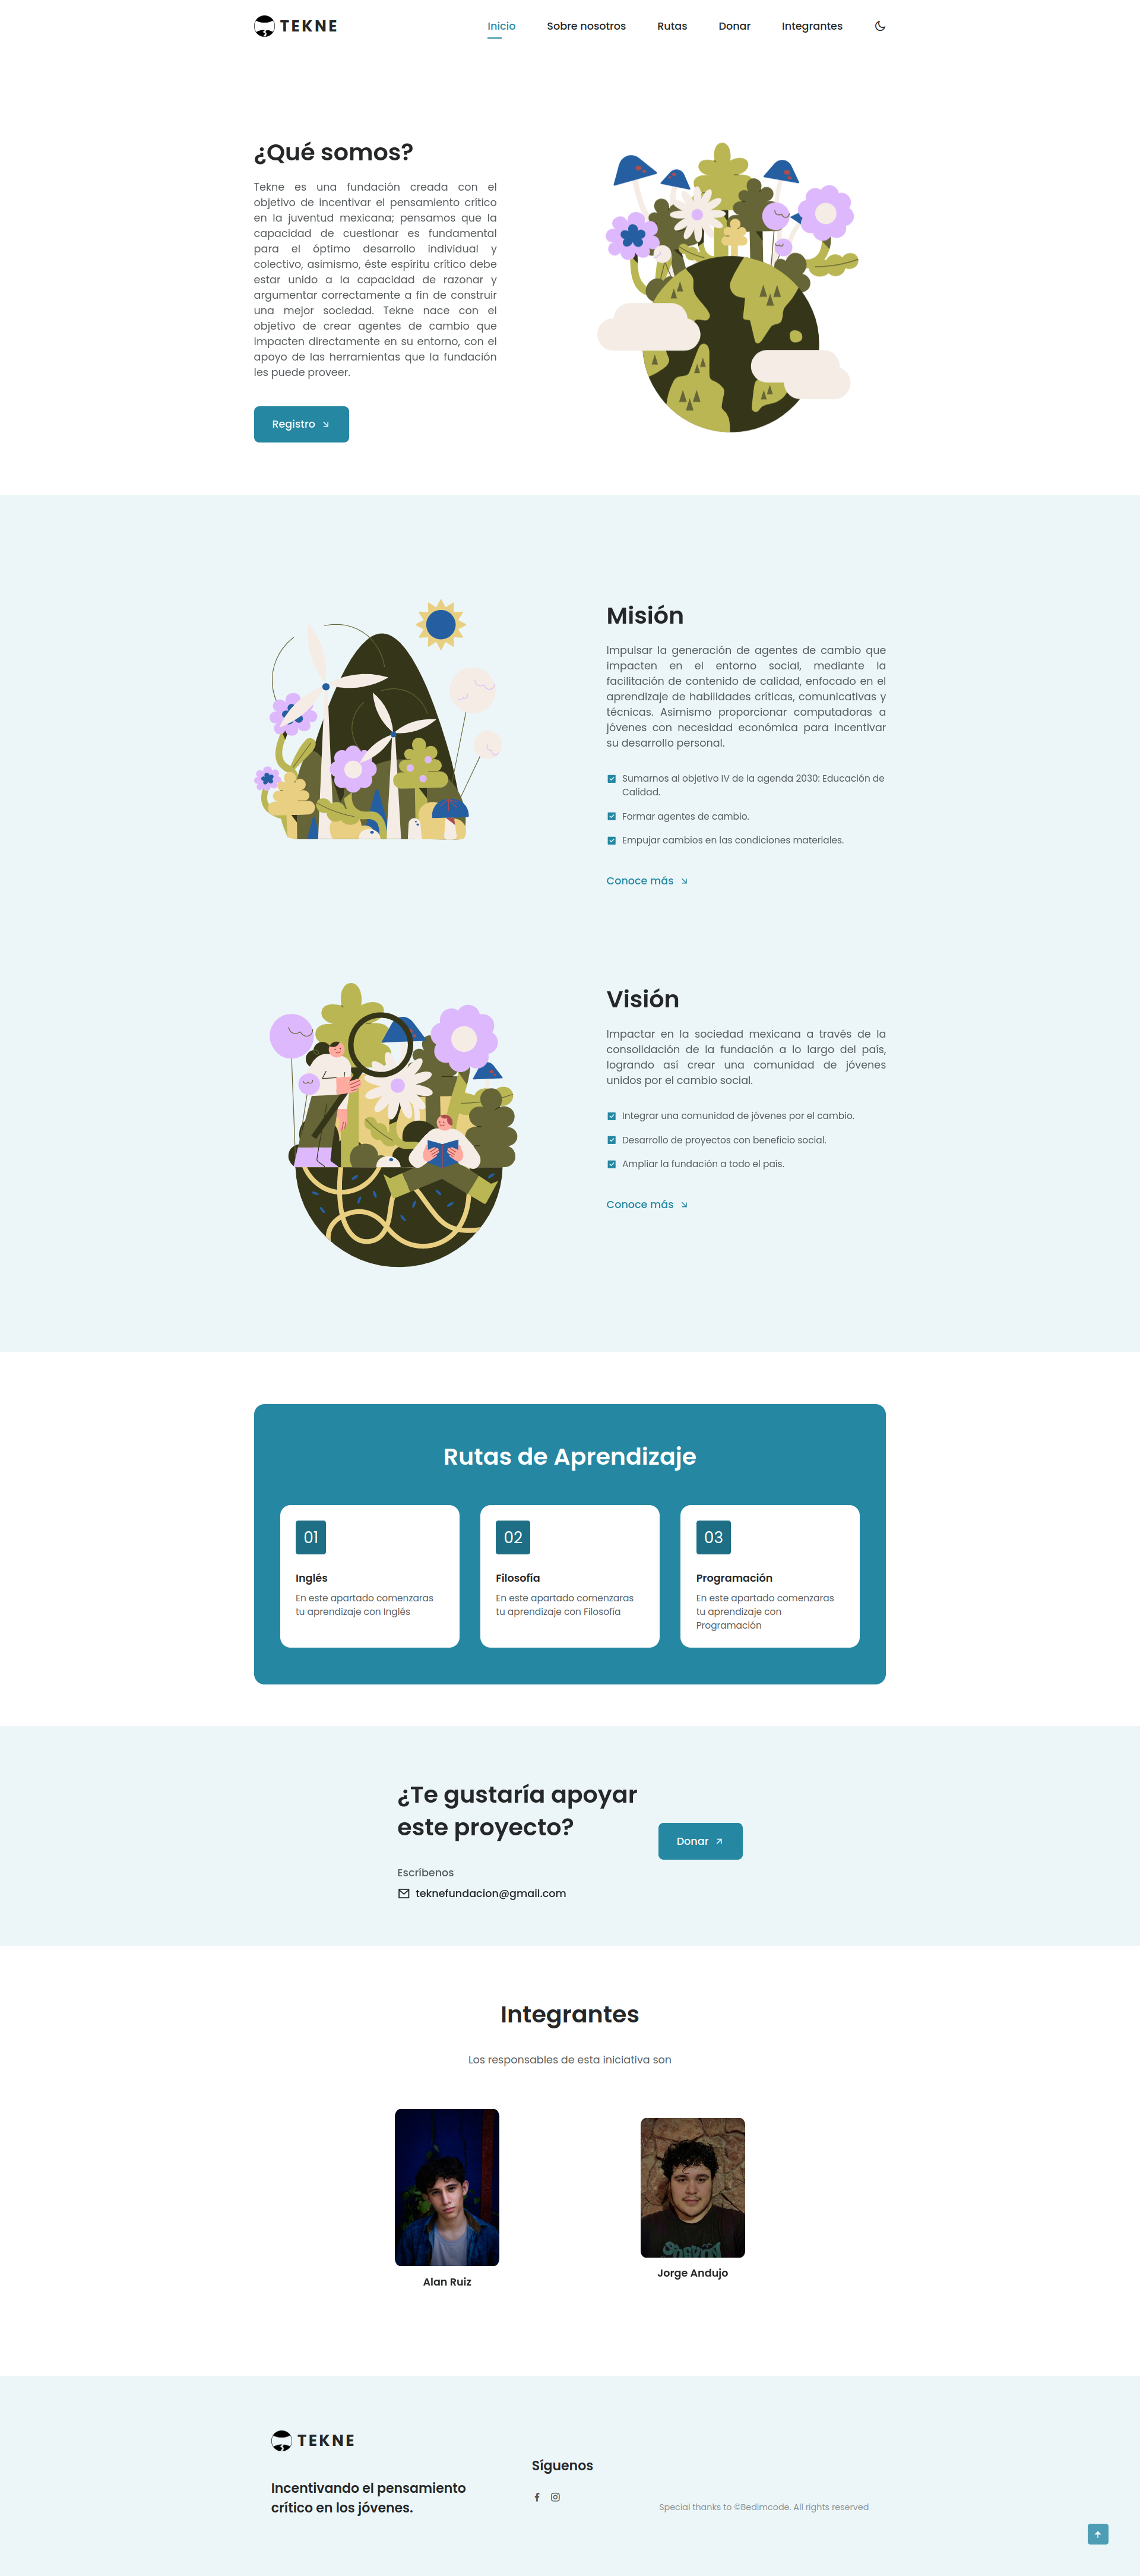 TEKNE
Inicio
Sobre nosotros
Rutas
Donar
Integrantes
¿Qué somos?
Tekne es una fundación creada con el
objetivo de incentivar el pensamiento crítico
en la juventud mexicana; pensamos que la
capacidad de cuestionar es fundamental
para el óptimo desarrollo individual y
colectivo, asimismo, éste espíritu crítico debe
estar unido a la capacidad de razonar y
argumentar correctamente a fin de construir
una mejor sociedad. Tekne nace con el
objetivo de crear agentes de cambio que
impacten directamente en su entorno, con el
apoyo de las herramientas que la fundación
les puede proveer.
Registro
Misión
Impulsar la generación de agentes de cambio que
impacten en el entorno social, mediante la
facilitación de contenido de calidad, enfocado en el
aprendizaje de habilidades críticas, comunicativas y
técnicas. Asimismo proporcionar computadoras a
jóvenes con necesidad económica para incentivar
su desarrollo personal.
Sumarnos al objetivo IV de la agenda 2030: Educación de
Calidad.
Formar agentes de cambio.
Empujar cambios en las condiciones materiales.
Conoce más
Visión
Impactar en la sociedad mexicana a través de la
consolidación de la fundación a lo largo del país,
logrando así crear una comunidad de jóvenes
unidos por el cambio social.
Integrar una comunidad de jóvenes por el cambio.
Desarrollo de proyectos con beneficio social.
Ampliar la fundación a todo el país.
Conoce más
Rutas de Aprendizaje
01
Inglés
En este apartado comenzaras
tu aprendizaje con Inglés
02
Filosofía
En este apartado comenzaras
tu aprendizaje con Filosofía
03
Programación
En este apartado comenzaras
tu aprendizaje con
Programación
¿Te gustaría apoyar
este proyecto?
Donar
Escríbenos
teknefundacion@gmail.com
Integrantes
Los responsables de esta iniciativa son
Alan Ruiz
Jorge Andujo
TEKNE
Incentivando el pensamiento
crítico en los jóvenes.
Síguenos
Special thanks to ©Bedimcode. All rights reserved